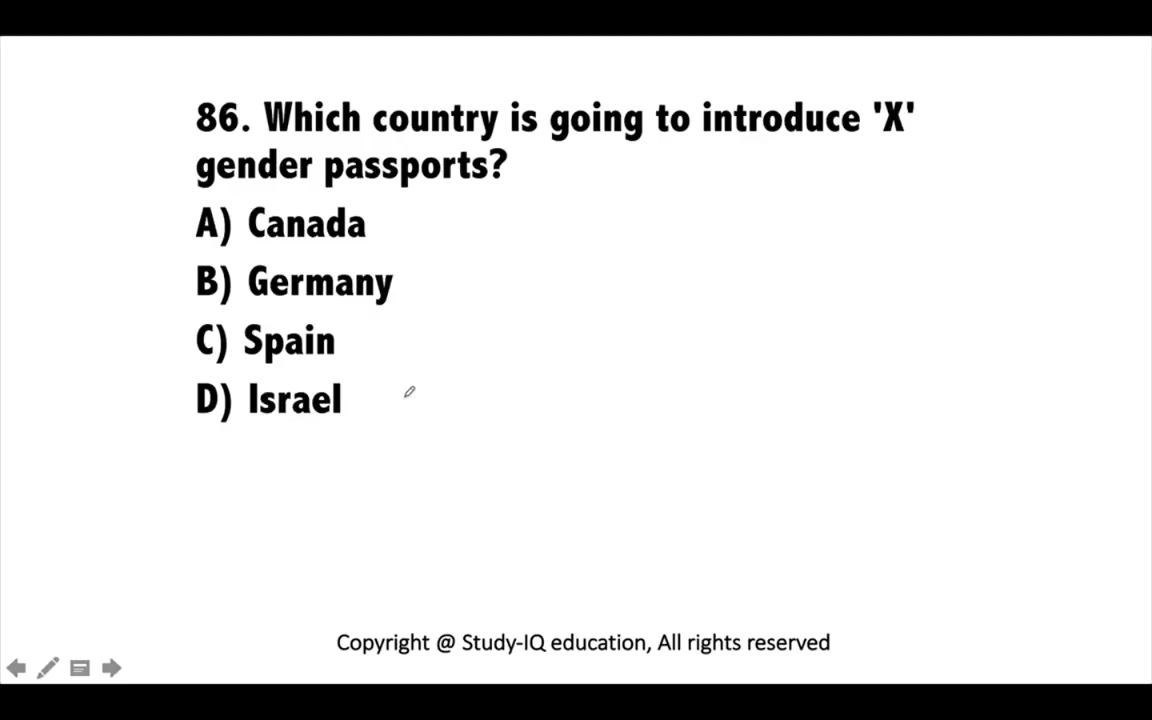 86. Which country is going to introduce 'X'
gender passports?
A) Canada
B) Germany
C) Spain
D) Israel
Copyright @ Study-IQ education, All rights reserved